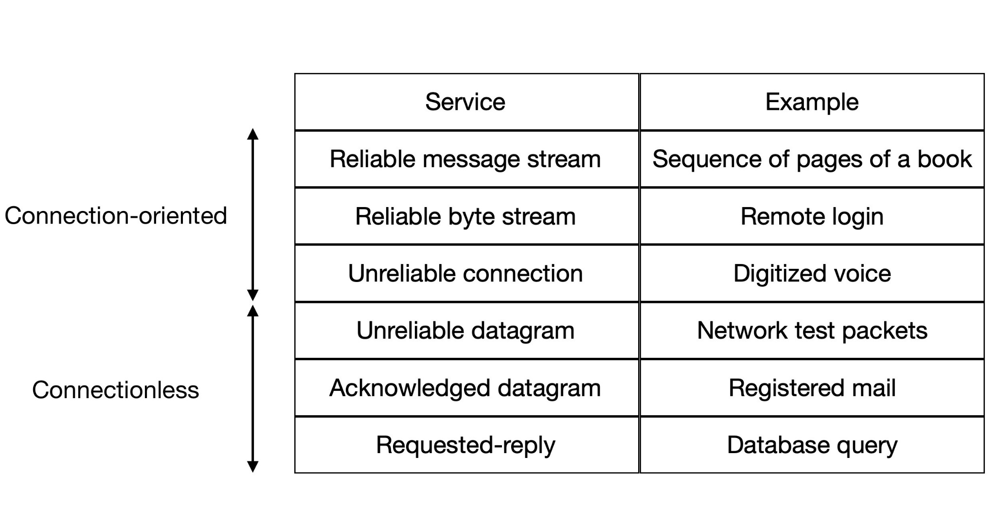 Service Example
Reliable message stream Sequence of pages of a book
Connection-oriented Reliable byte stream Remote login
Unreliable connection Digitized voice
Unreliable datagram Network test packets
Connectionless Acknowledged datagram Registered mail
Requested-reply Database query